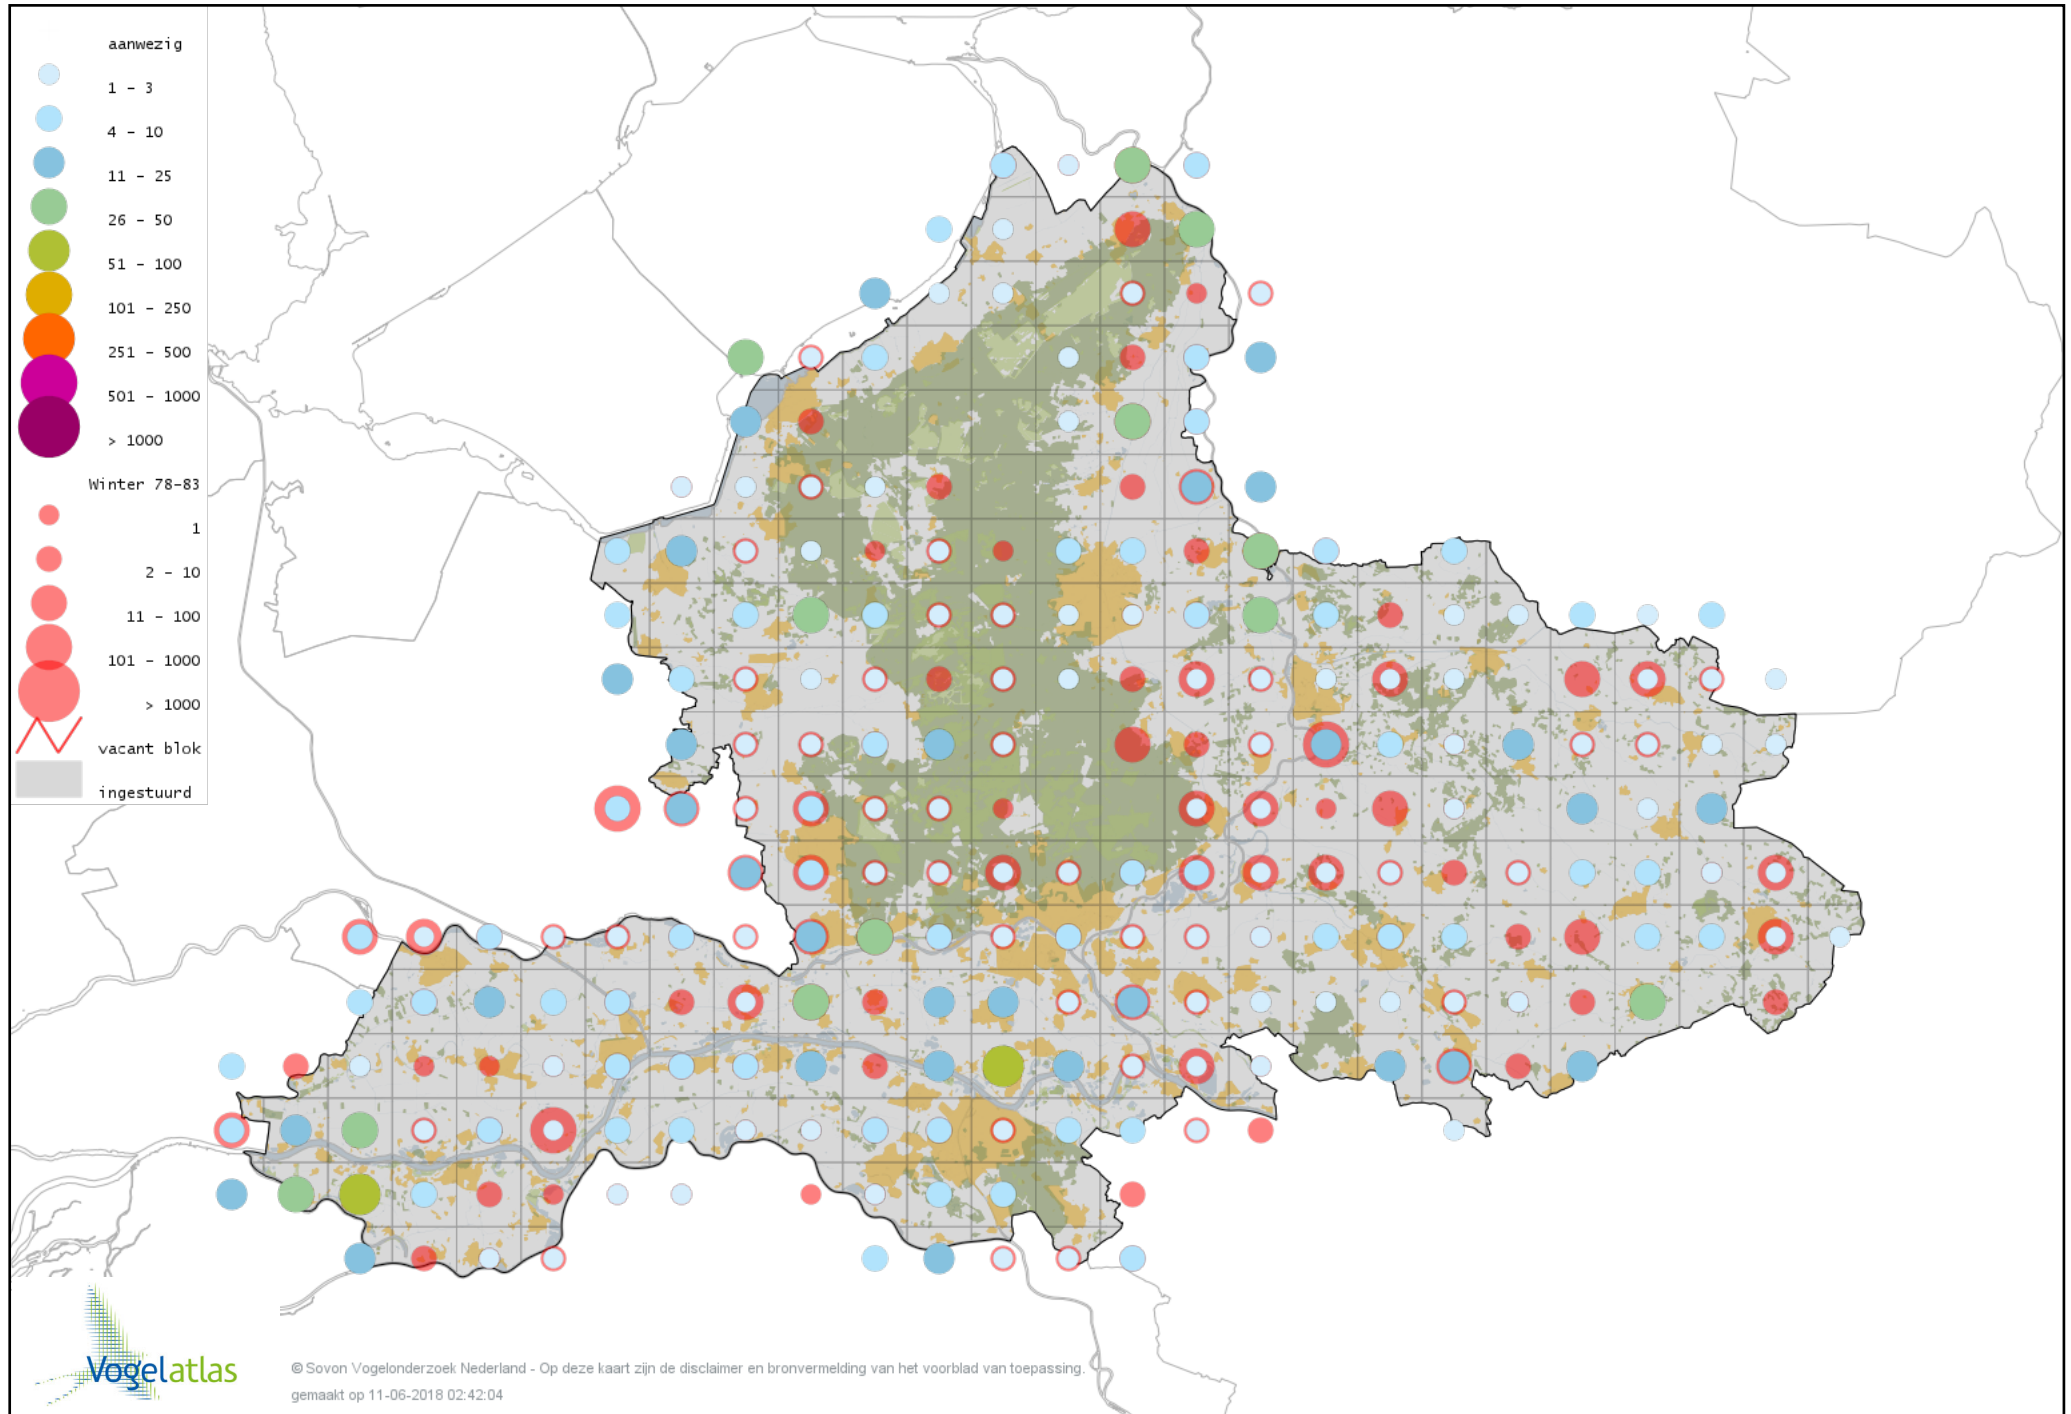 aanwezig
1 - 3
4 - 10
11 - 25
26 - 50
51 - 100
101 - 250
251 - 500
501 - 1000
> 1000
Winter 78-83
1
2 - 10
11 - 100
101 - 1000
> 1000
vacant blok
ingestuurd
Vogelatlas
© Sovon Vogelonderzoek Nederland - Op deze kaart zijn de disclaimer en bronvermelding van het voorblad van toepassing.
gemaakt op 11-06-2018 02:42:04